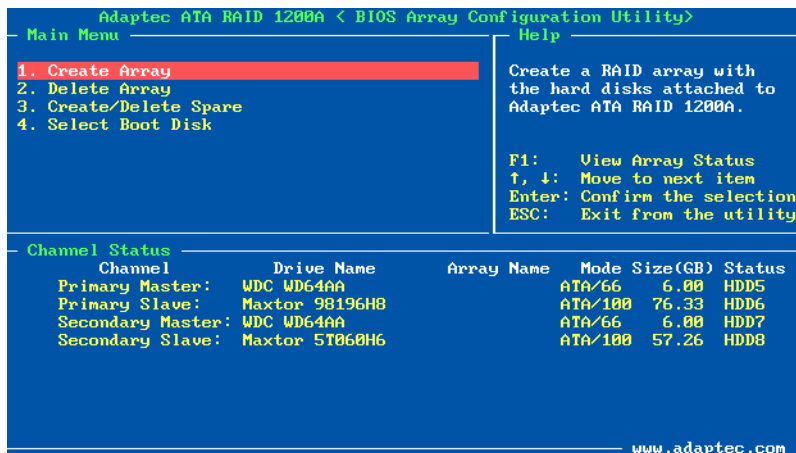 Adaptec ATA RAID 1200A < BIOS Array Configuration Utility>
Main Menu
1. Create Array
2. Delete Array
3. Create/Delete Spare
4. Select Boot Disk
Help
Create a RAID array with
the hard disks attached to
Adaptec ATA RAID 1200A.
F1: View Array Status
↑, ↓: Move to next item
Enter: Confirm the selection
ESC: Exit from the utility
Channel Status
Channel Drive Name Array Name Mode Size(GB) Status
Primary Master: WDC WD64AA ATA/66 6.00 HDD5
Primary Slave: Maxtor 98196H8 ATA/100 76.33 HDD6
Secondary Master: WDC WD64AA ATA/66 6.00 HDD7
Secondary Slave: Maxtor 5T060H6 ATA/100 57.26 HDD8
www.adaptec.com